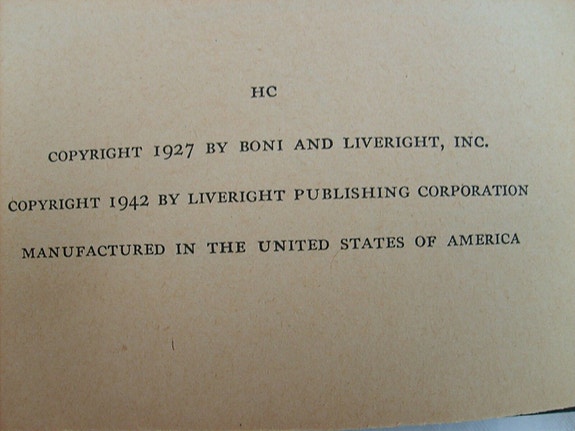 HC
COPYRIGHT 1927 BY BONI AND LIVERIGHT, INC.
COPYRIGHT 1942 BY LIVERIGHT PUBLISHING CORPORATION
MANUFACTURED IN THE UNITED STATES OF AMERICA